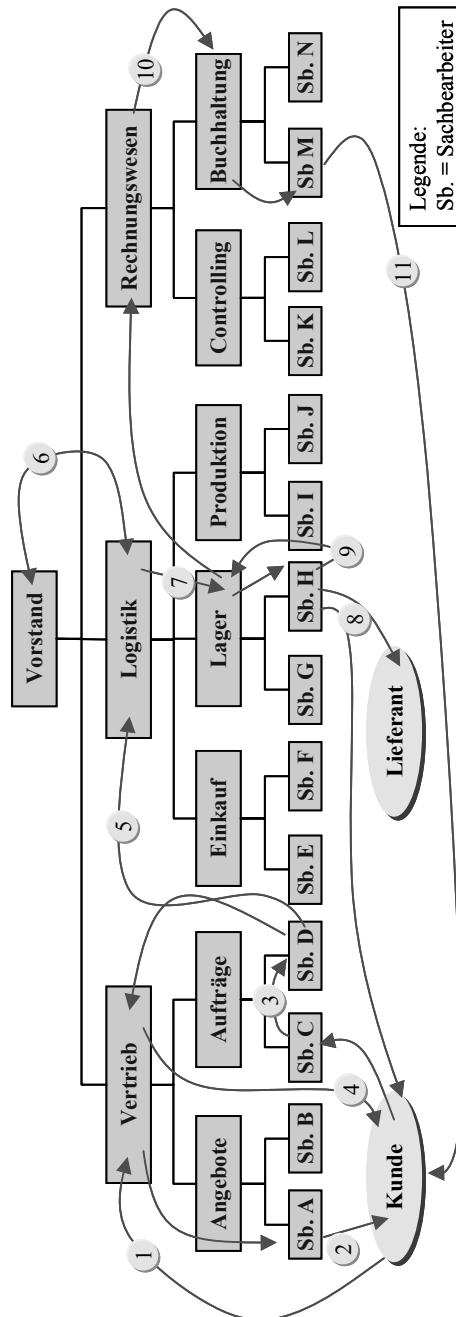 Vorstand
6
Vertrieb
Logistik
Rechnungswesen
1
5
7
10
Angebote
Aufträge
Einkauf
Lager
Produktion
Controlling
Buchhaltung
Sb. A
Sb. B
Sb. C
3
Sb. D
Sb. E
Sb. F
Sb. G
Sb. H
Sb. I
Sb. J
Sb. K
Sb. L
Sb M
Sb. N
2
4
8
9
11
Kunde
Lieferant
Legende:
Sb. = Sachbearbeiter